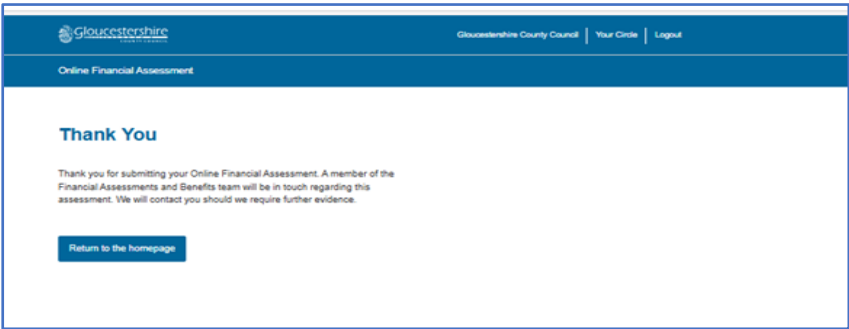 Gloucestershire
COUNTY COUNCIL
Gloucestershire County Council | Your Circle | Logout
Online Financial Assessment
Thank You
Thank you for submitting your Online Financial Assessment. A member of the
Financial Assessments and Benefits team will be in touch regarding this
assessment. We will contact you should we require further evidence.
Return to the homepage